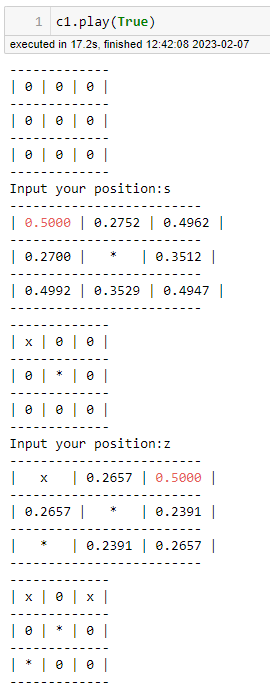 1 c1.play(True)
executed in 17.2s, finished 12:42:08 2023-02-07
-------------
| 0 | 0 | 0 |
-------------
| 0 | 0 | 0 |
-------------
| 0 | 0 | 0 |
-------------
Input your position:s
-------------------------
| 0.5000 | 0.2752 | 0.4962 |
-------------------------
| 0.2700 | * | 0.3512 |
-------------------------
| 0.4992 | 0.3529 | 0.4947 |
-------------------------
-------------
| x | 0 | 0 |
-------------
| 0 | * | 0 |
-------------
| 0 | 0 | 0 |
-------------
Input your position:z
-------------------------
| x | 0.2657 | 0.5000 |
-------------------------
| 0.2657 | * | 0.2391 |
-------------------------
| * | 0.2391 | 0.2657 |
-------------------------
-------------
| x | 0 | x |
-------------
| 0 | * | 0 |
-------------
| * | 0 | 0 |
-------------